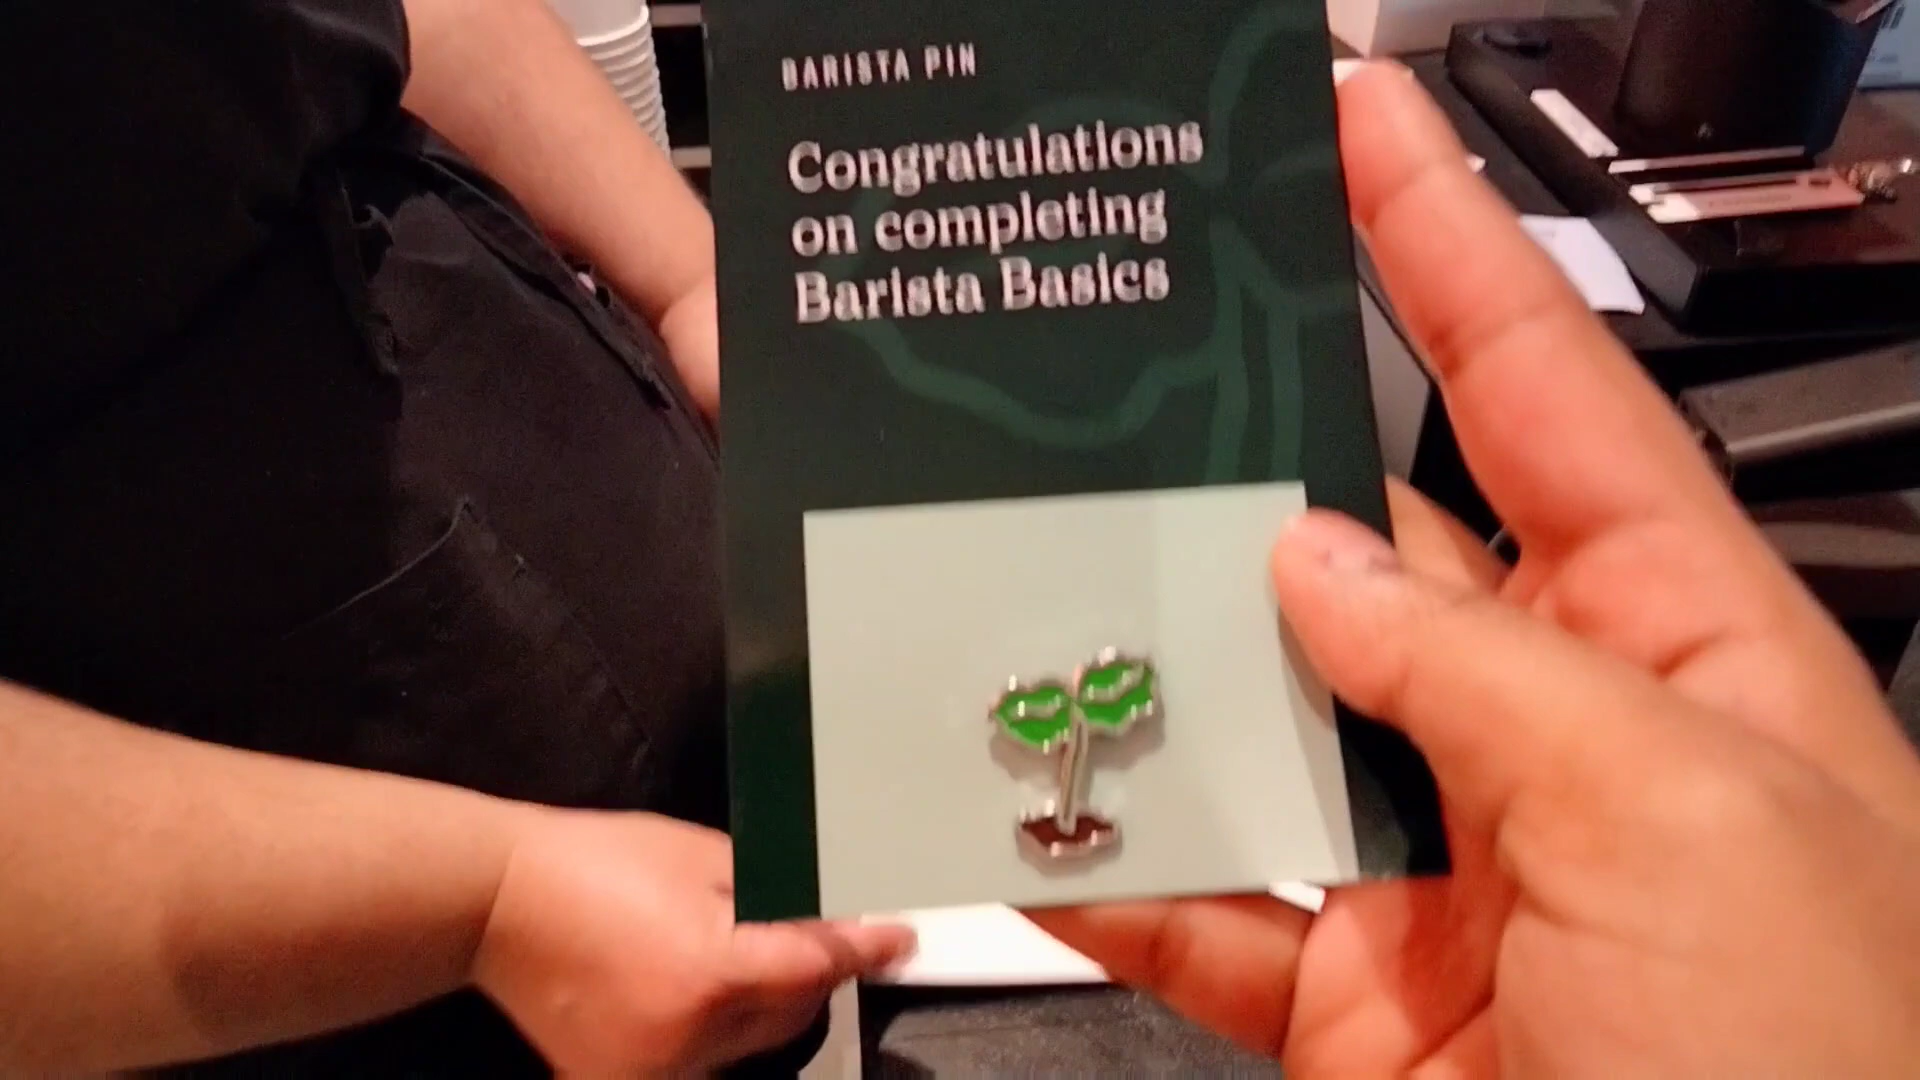 BARISTA PIN
Congratulations
on completing
Barista Basics